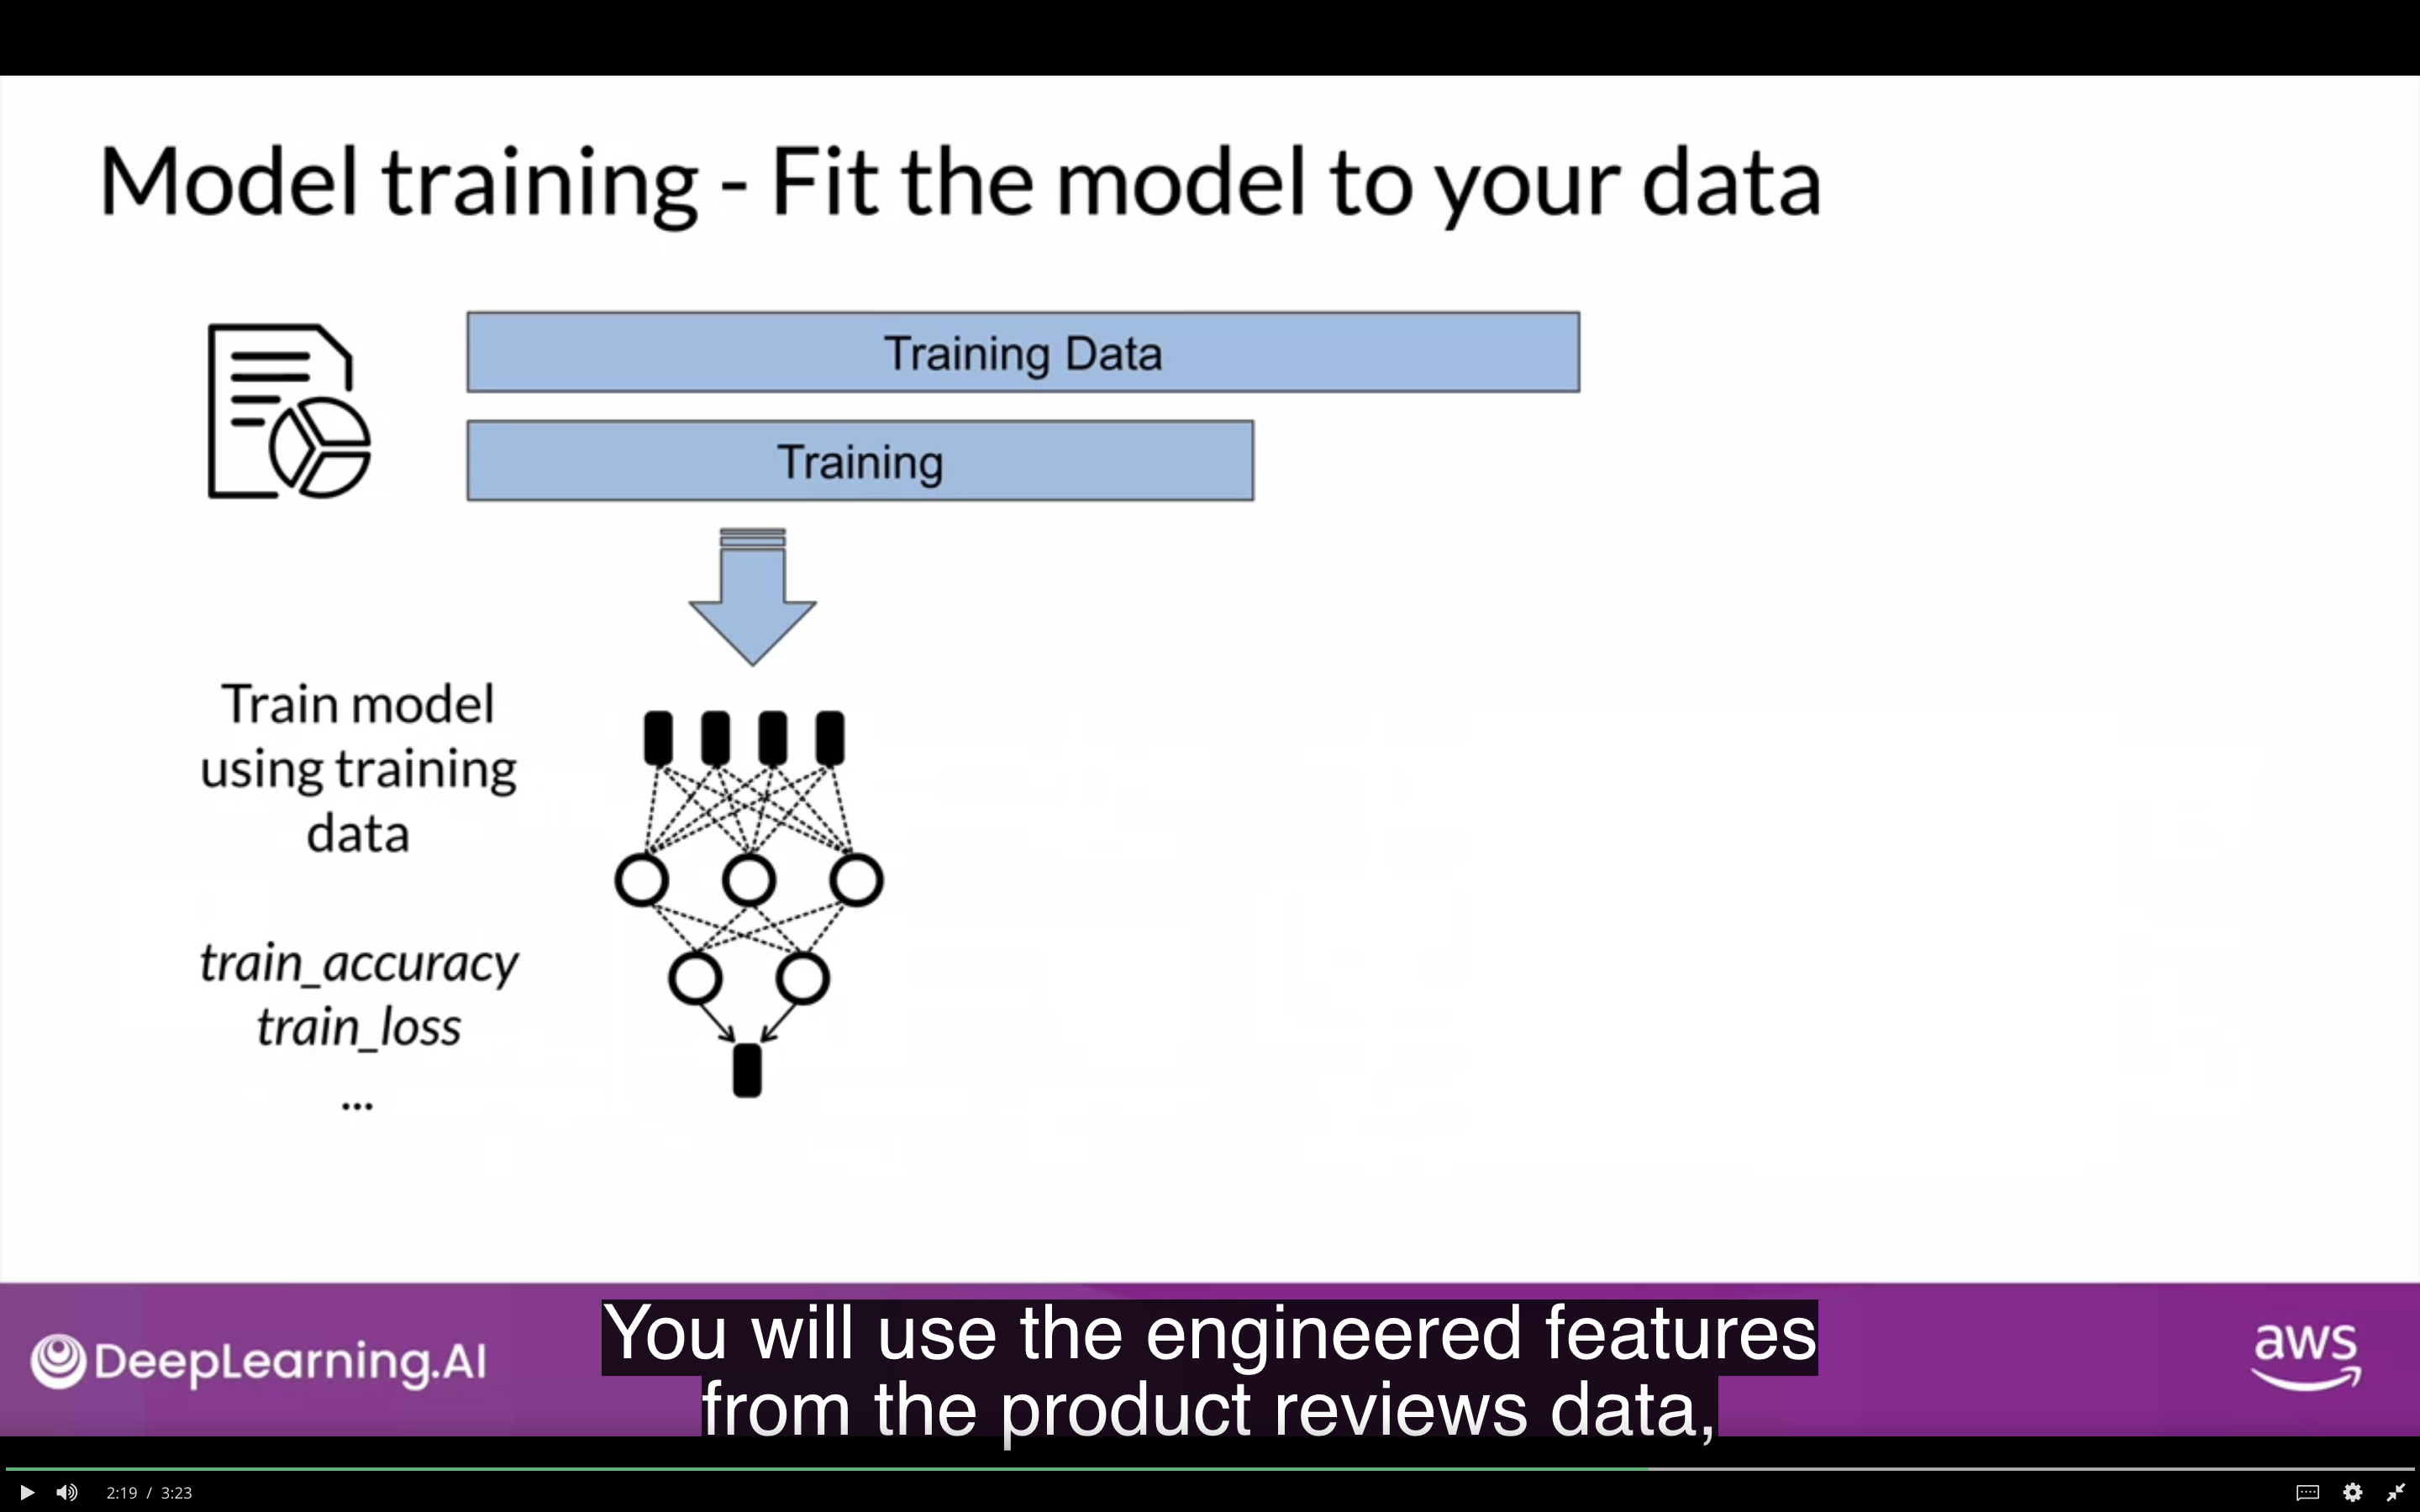 Model training - Fit the model to your data
Training Data
Training
Train model
using training
data
train_accuracy
train_loss
...
DeepLearning.AI
You will use the engineered features
from the product reviews data,
aws
2:19 / 3:23